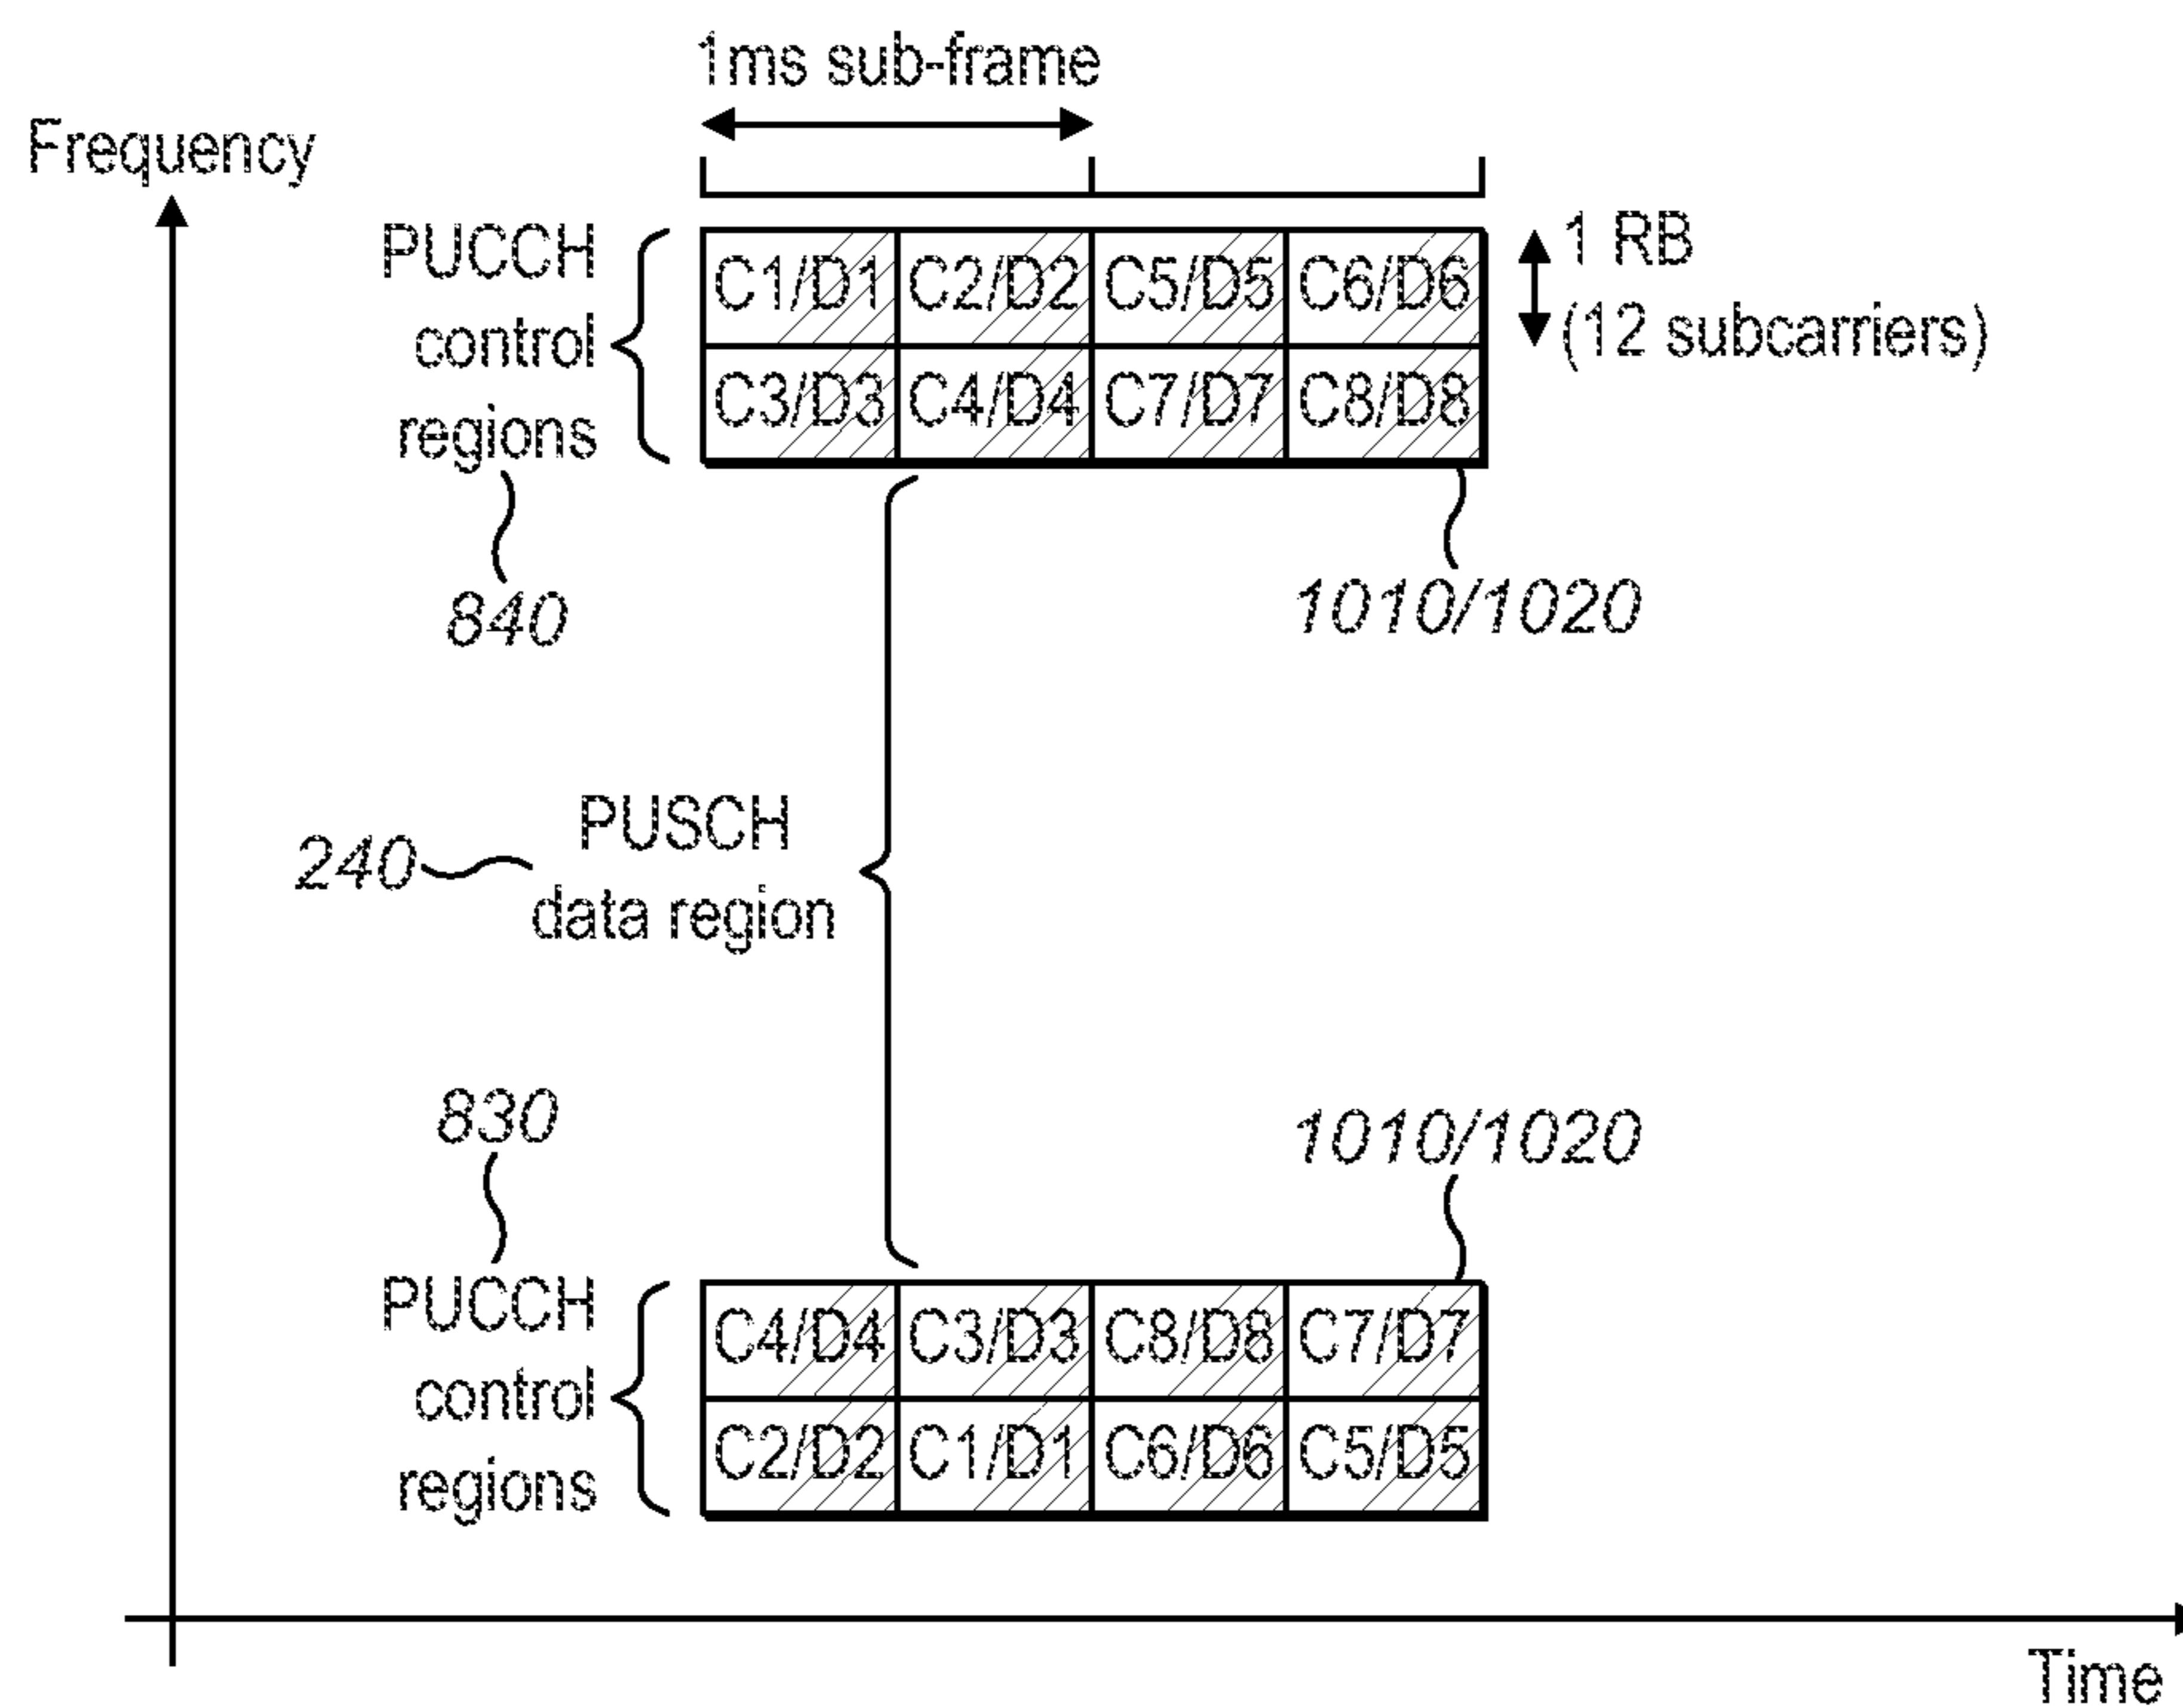 1ms sub-frame
Frequency
PUCCH
control
regions
840
C1/D1 C2/D2 C5/D5 C6/D6
C3/D3 C4/D4 C7/D7 C8/D8
1 RB
(12 subcarriers)
1010/1020
240
PUSCH
data region
830
1010/1020
PUCCH
control
regions
C4/D4 C3/D3 C8/D8 C7/D7
C2/D2 C1/D1 C6/D6 C5/D5
Time